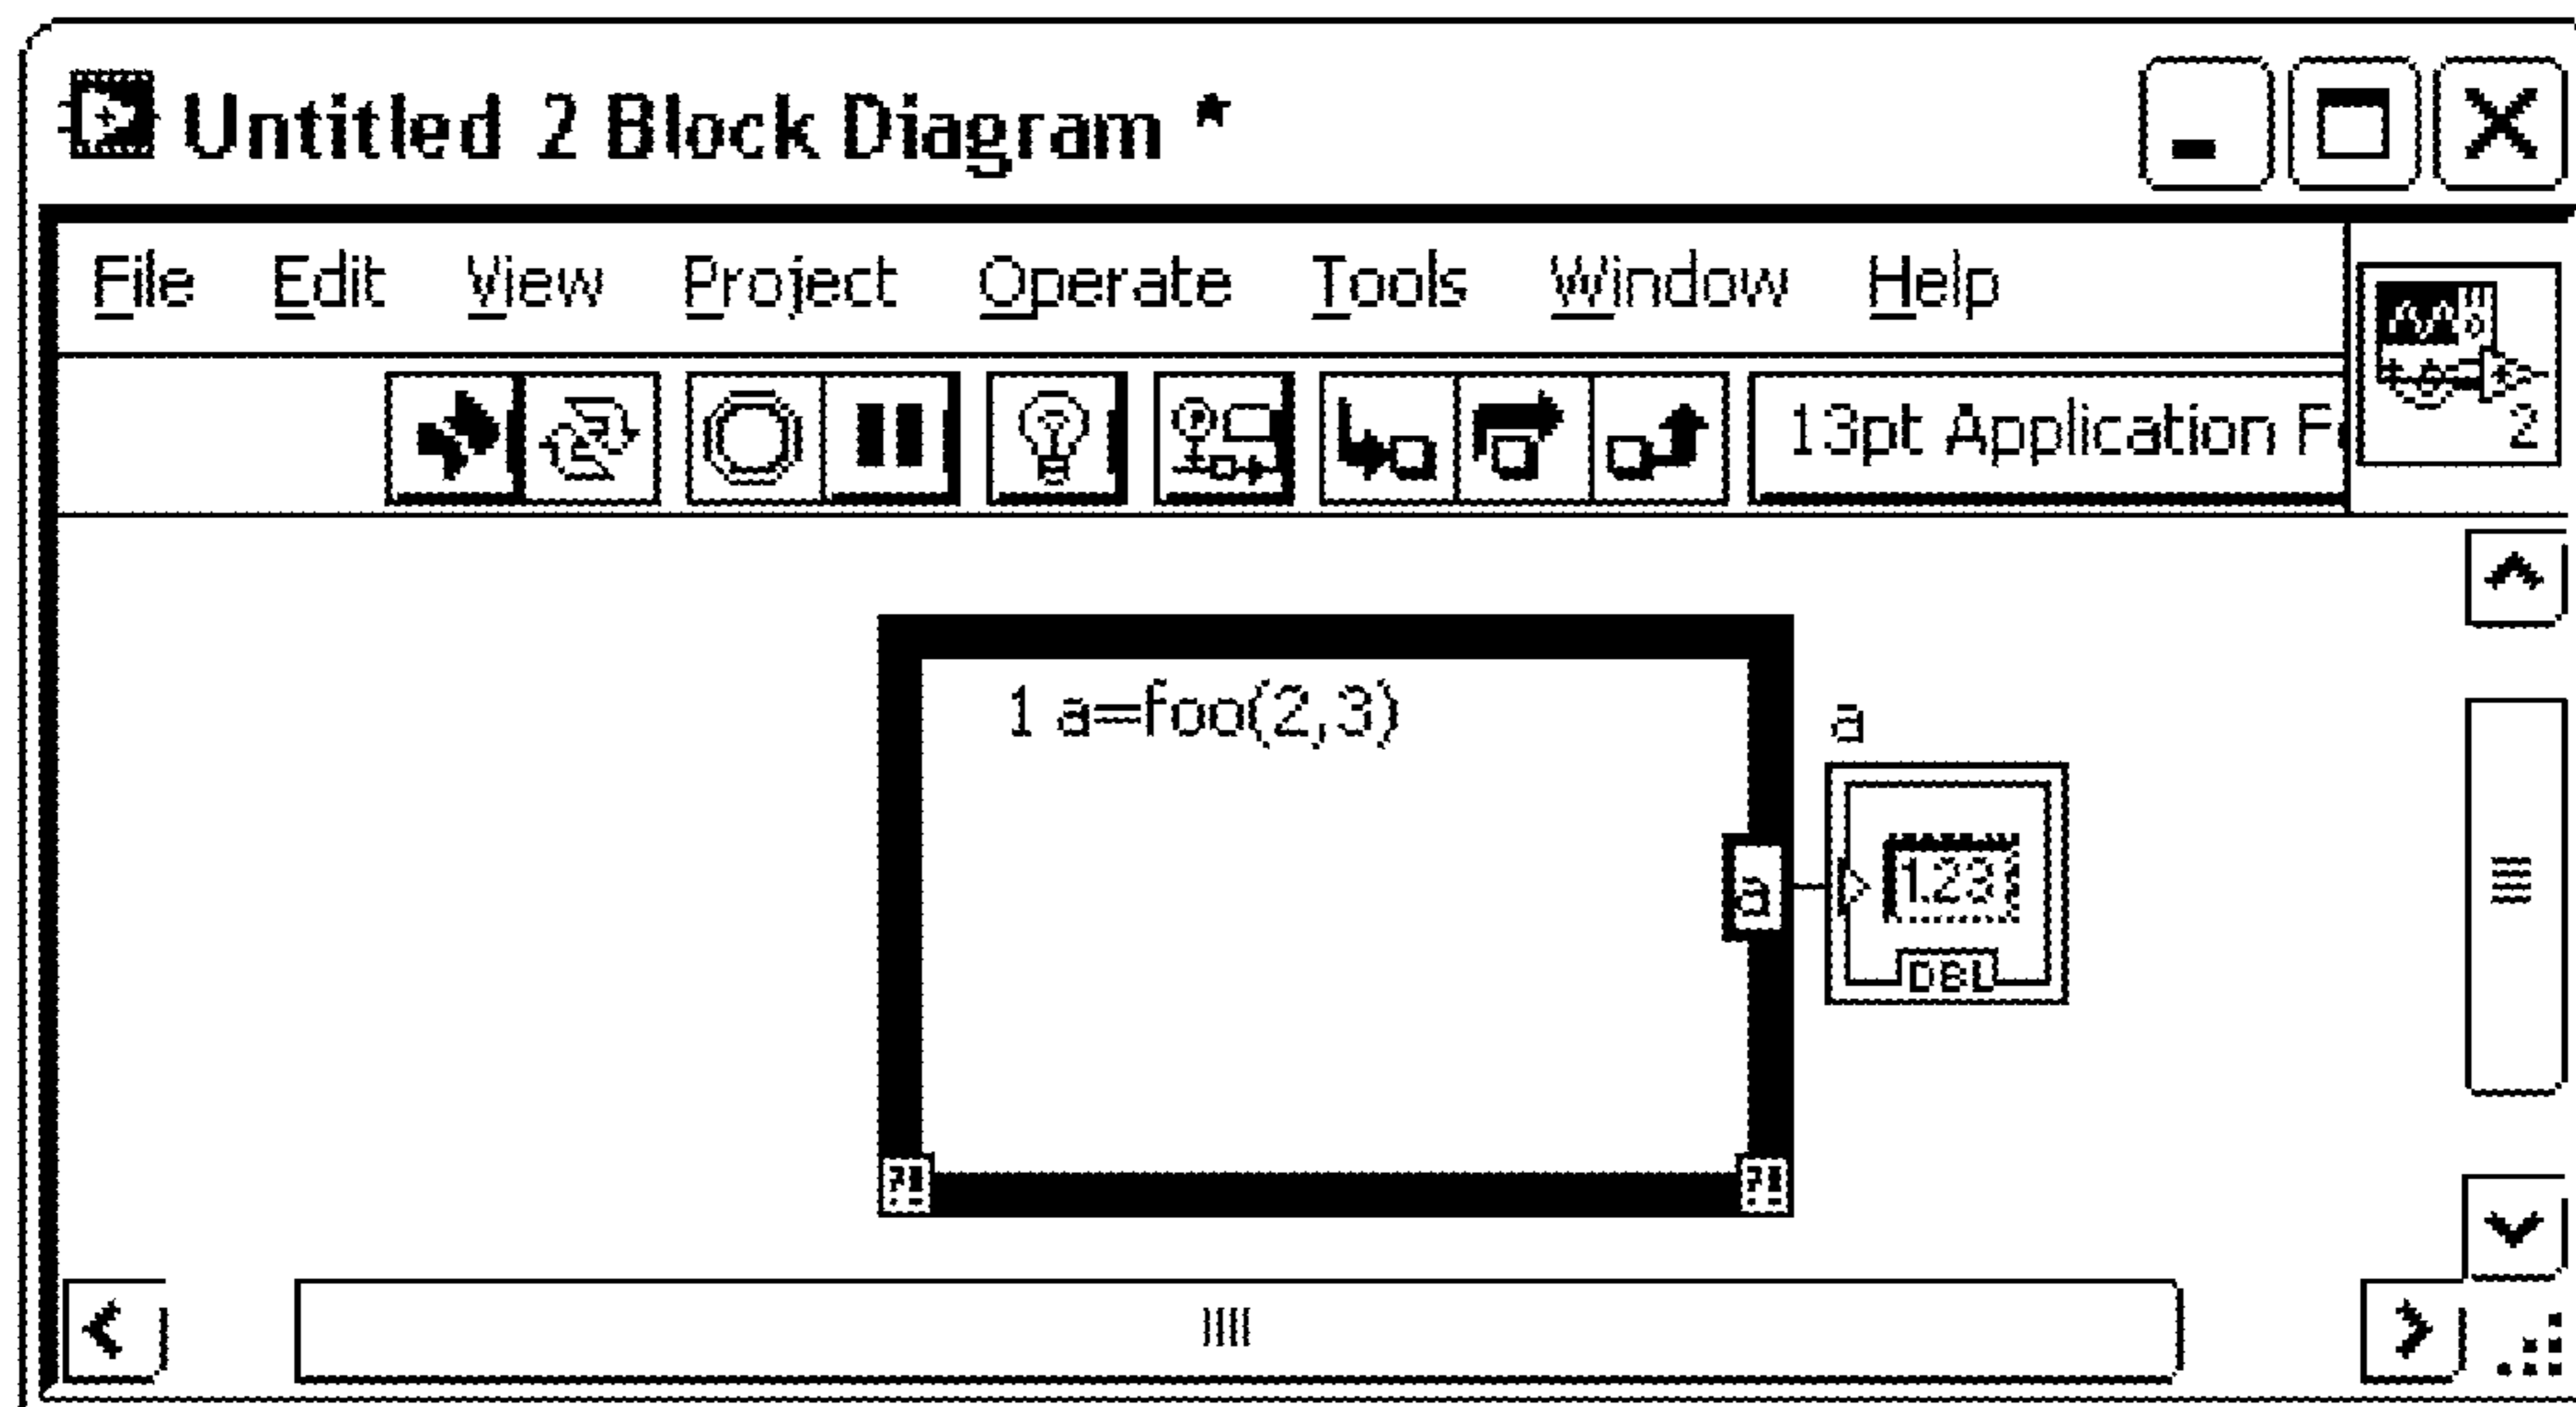 Untitled 2 Block Diagram *
File Edit View Project Operate Tools Window Help
13pt Application F
2
1 a=foo(2,3)
a
a
1.23
DBL
?!
?!